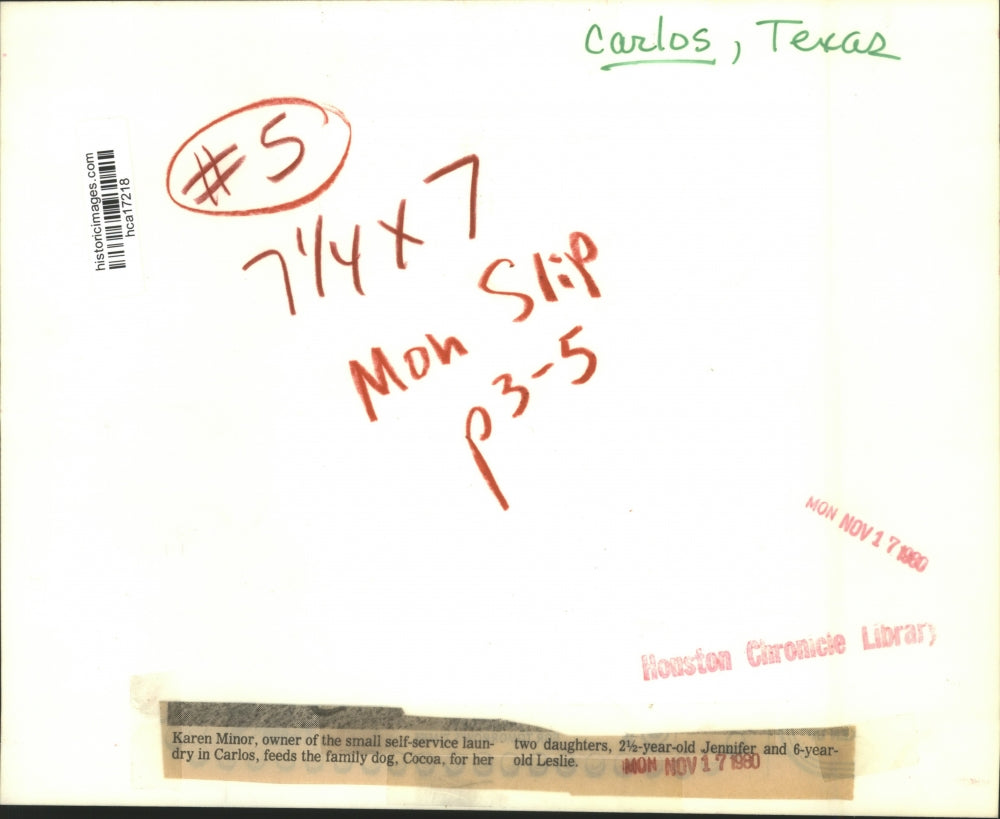 Carlos, Texas
#5
7 1/4 x 7
Mon Slip
p 3-5
historicimages.com
hca17218
MON NOV 17 1980
Houston Chronicle Library
Karen Minor, owner of the small self-service laun-
dry in Carlos, feeds the family dog, Cocoa, for her
two daughters, 2½-year-old Jennifer and 6-year-
old Leslie.
MON NOV 17 1980